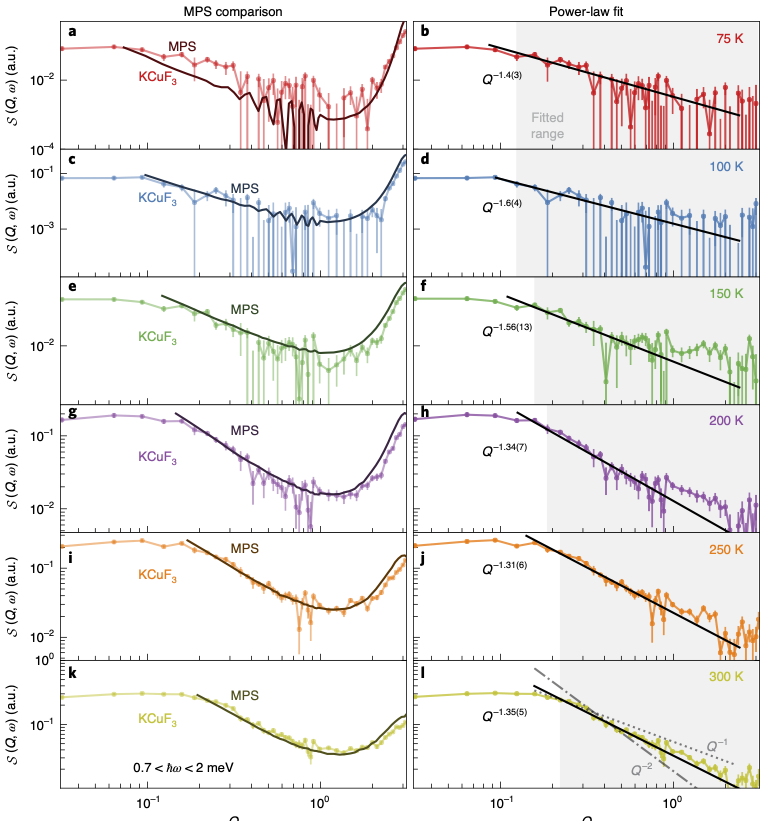 MPS comparison
Power-law fit
a
MPS
KCuF₃
S (Q, ω) (a.u.)
10⁻²
10⁻⁴
b
75 K
Q⁻¹·⁴⁽³⁾
Fitted
range
c
MPS
KCuF₃
S (Q, ω) (a.u.)
10⁻¹
10⁻³
d
100 K
Q⁻¹·⁶⁽⁴⁾
e
MPS
KCuF₃
S (Q, ω) (a.u.)
10⁻²
f
150 K
Q⁻¹·⁵⁶⁽¹³⁾
g
MPS
KCuF₃
S (Q, ω) (a.u.)
10⁻¹
10⁻²
h
200 K
Q⁻¹·³⁴⁽⁷⁾
i
MPS
KCuF₃
S (Q, ω) (a.u.)
10⁻¹
10⁻²
j
250 K
Q⁻¹·³¹⁽⁶⁾
k
MPS
KCuF₃
S (Q, ω) (a.u.)
10⁰
10⁻¹
0.7 < ħω < 2 meV
l
300 K
Q⁻¹·³⁵⁽⁵⁾
Q⁻¹
Q⁻²
10⁻¹
10⁰
10⁻¹
10⁰